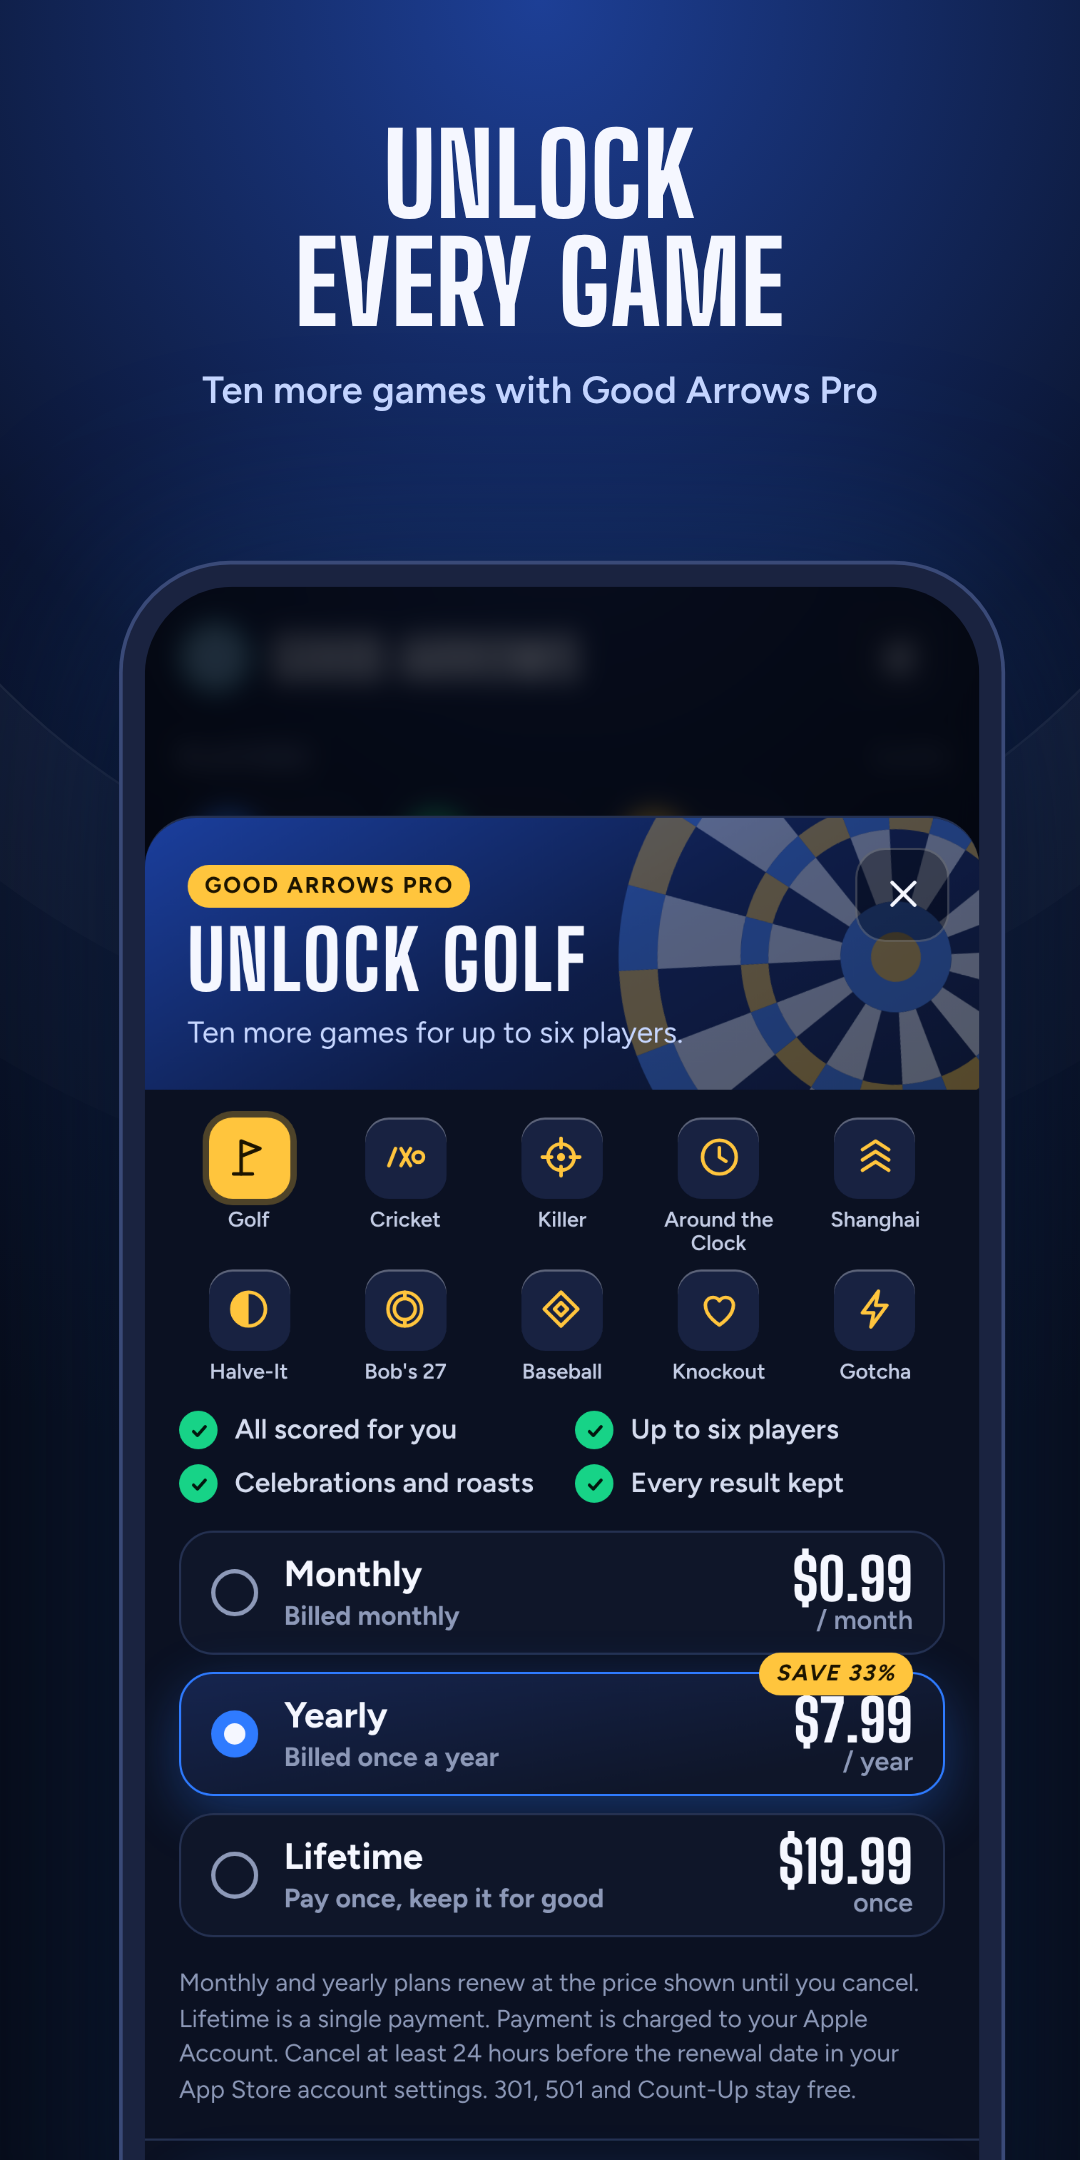 UNLOCK
EVERY GAME
Ten more games with Good Arrows Pro
GOOD ARROWS PRO
UNLOCK GOLF
Ten more games for up to six players.
Golf
Cricket
Killer
Around the
Clock
Shanghai
Halve-It
Bob's 27
Baseball
Knockout
Gotcha
All scored for you
Up to six players
Celebrations and roasts
Every result kept
Monthly
Billed monthly
$0.99
/ month
SAVE 33%
Yearly
Billed once a year
$7.99
/ year
Lifetime
Pay once, keep it for good
$19.99
once
Monthly and yearly plans renew at the price shown until you cancel.
Lifetime is a single payment. Payment is charged to your Apple
Account. Cancel at least 24 hours before the renewal date in your
App Store account settings. 301, 501 and Count-Up stay free.